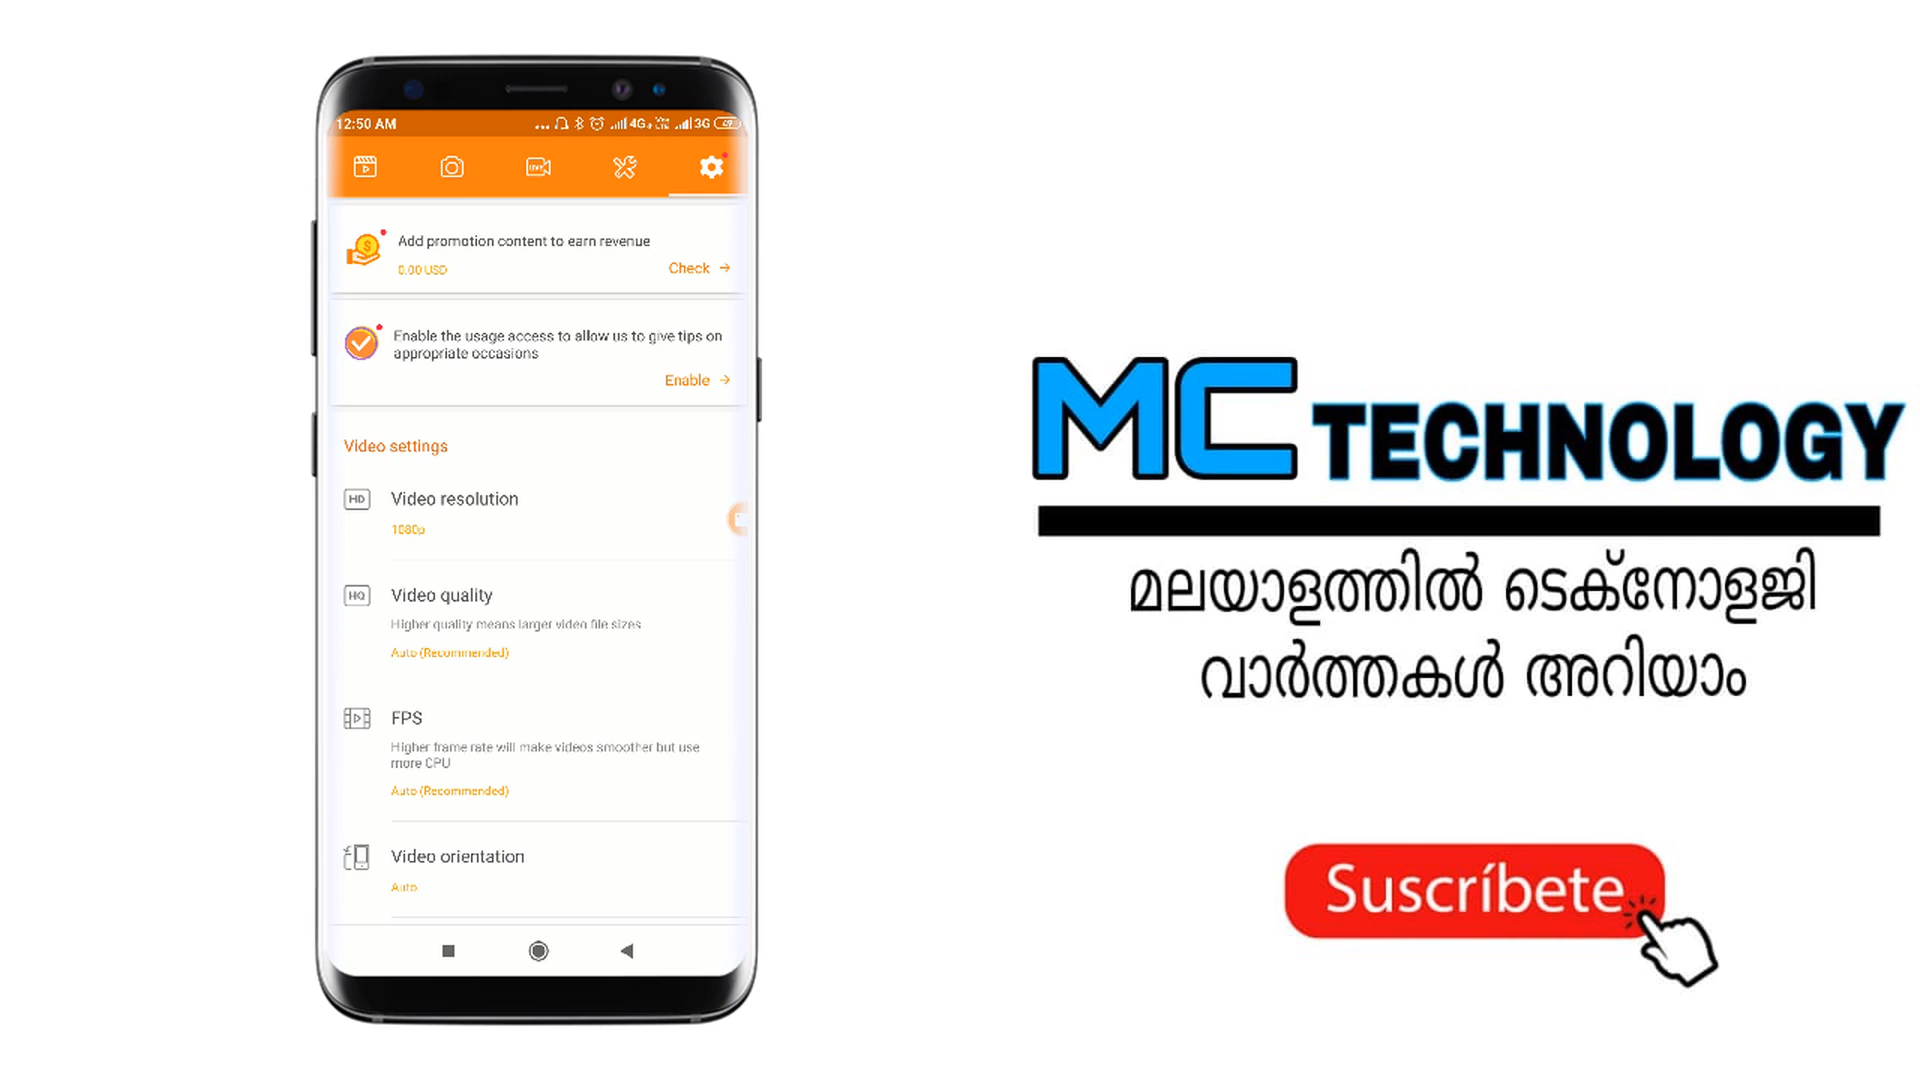 12:50 AM
4G+ 3G 49
LIVE
Add promotion content to earn revenue
0.00 USD
Check
Enable the usage access to allow us to give tips on
appropriate occasions
Enable
Video settings
HD
Video resolution
1080p
HQ
Video quality
Higher quality means larger video file sizes
Auto (Recommended)
FPS
Higher frame rate will make videos smoother but use
more CPU
Auto (Recommended)
Video orientation
Auto
MC TECHNOLOGY
മലയാളത്തിൽ ടെക്നോളജി
വാർത്തകൾ അറിയാം
Suscríbete